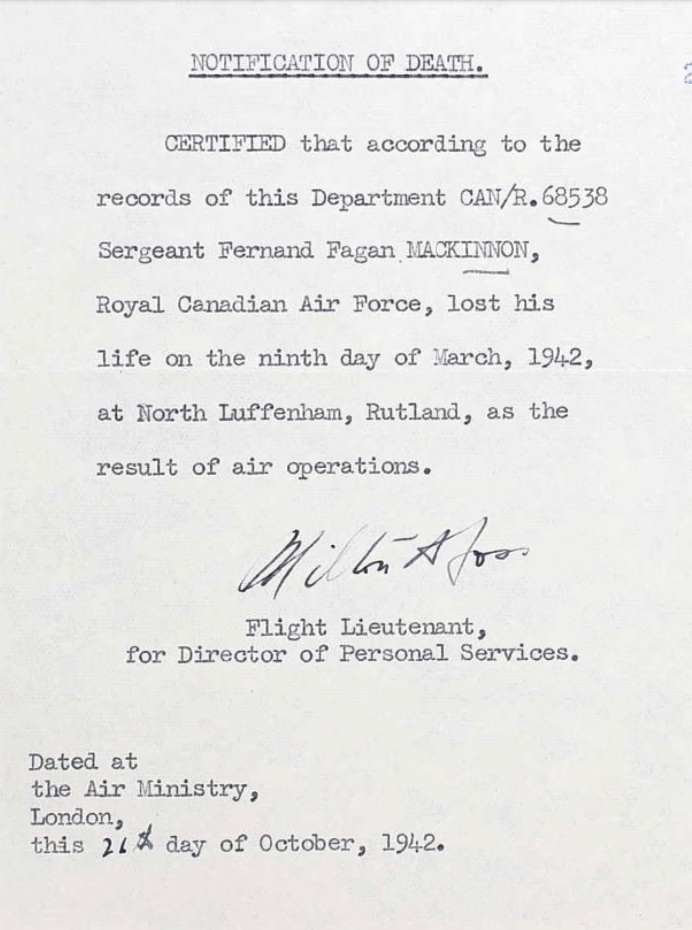 NOTIFICATION OF DEATH.
CERTIFIED that according to the
records of this Department CAN/R.68538
Sergeant Fernand Fagan MACKINNON,
Royal Canadian Air Force, lost his
life on the ninth day of March, 1942,
at North Luffenham, Rutland, as the
result of air operations.
Flight Lieutenant,
for Director of Personal Services.
Dated at
the Air Ministry,
London,
this 26th day of October, 1942.